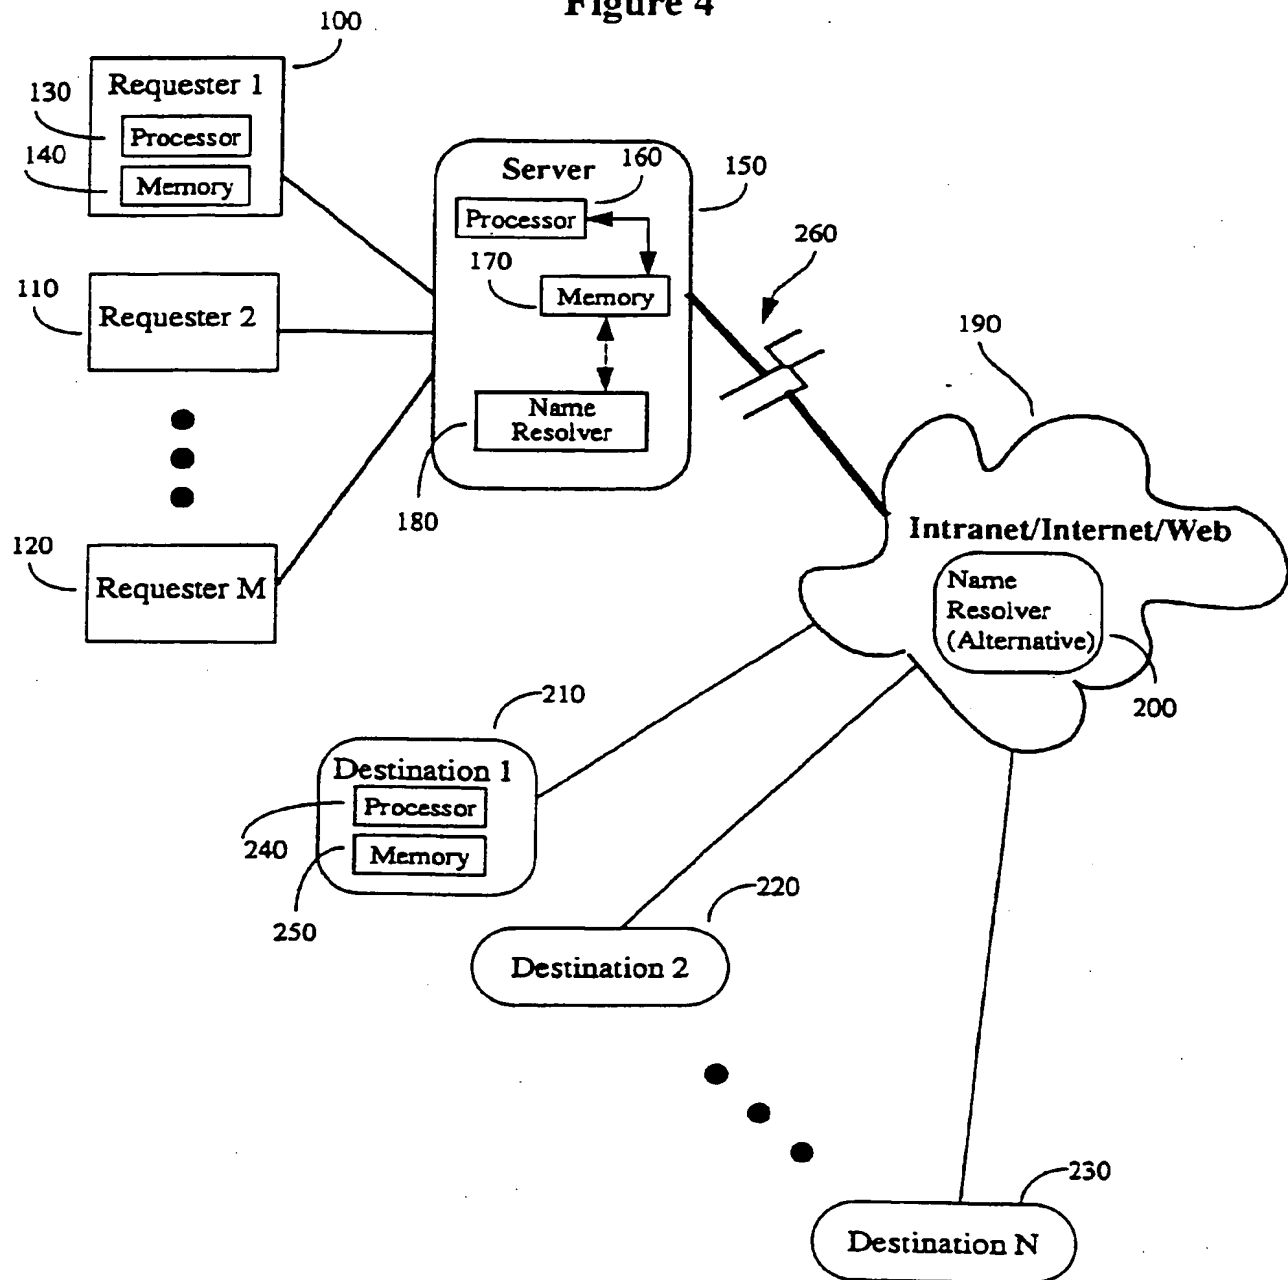 Figure 4
100
Requester 1
130
Processor
140
Memory
Server
160
150
Processor
170
Memory
260
110
Requester 2
190
Name
Resolver
180
Intranet/Internet/Web
120
Requester M
Name
Resolver
(Alternative)
200
210
Destination 1
Processor
240
Memory
250
220
Destination 2
230
Destination N